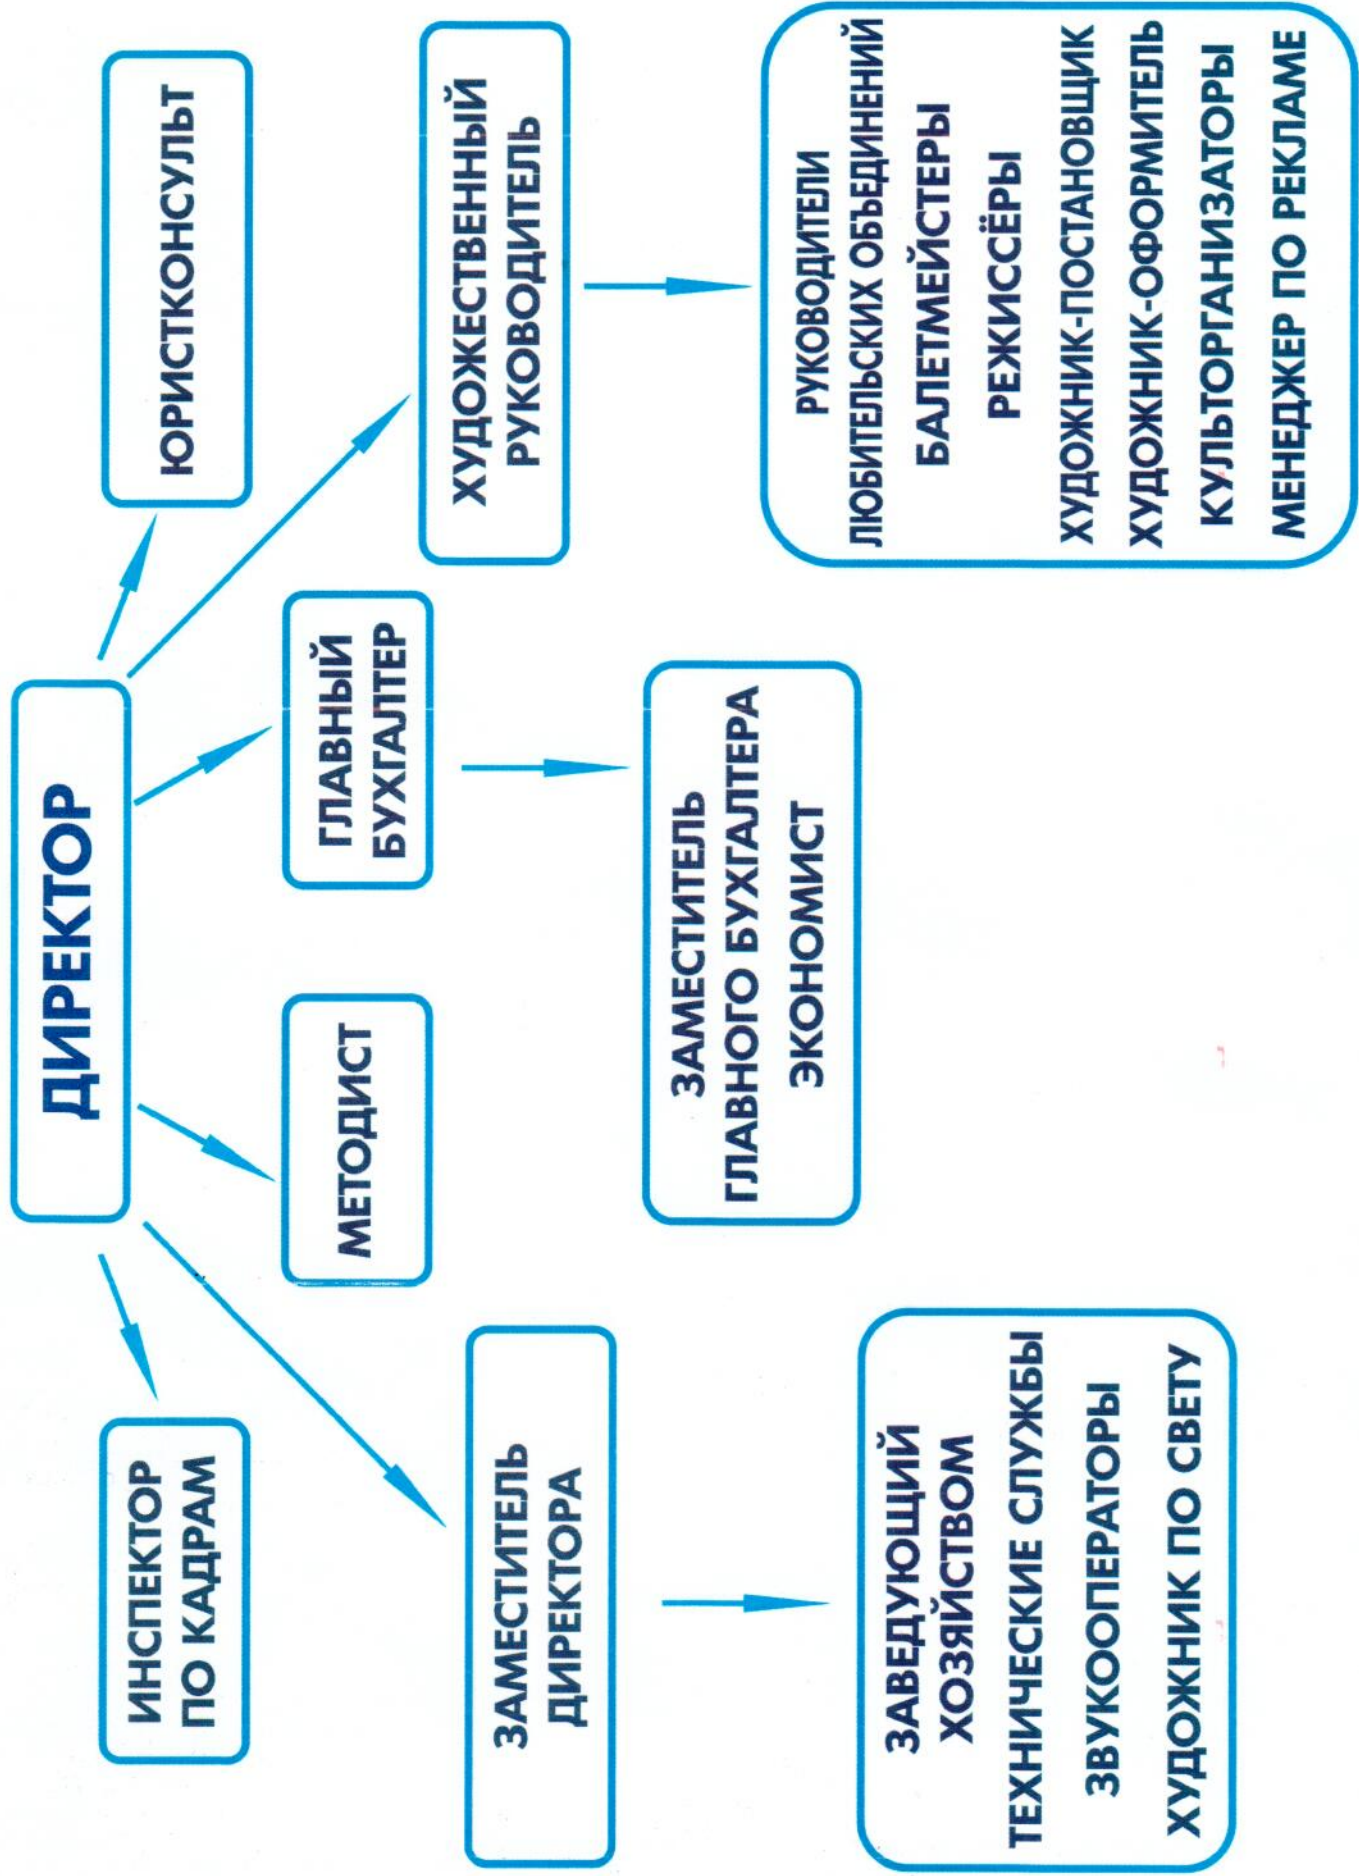 ДИРЕКТОР
ИНСПЕКТОР
ПО КАДРАМ
ЮРИСТКОНСУЛЬТ
МЕТОДИСТ
ГЛАВНЫЙ
БУХГАЛТЕР
ЗАМЕСТИТЕЛЬ
ДИРЕКТОРА
ХУДОЖЕСТВЕННЫЙ
РУКОВОДИТЕЛЬ
ЗАМЕСТИТЕЛЬ
ГЛАВНОГО БУХГАЛТЕРА
ЭКОНОМИСТ
ЗАВЕДУЮЩИЙ
ХОЗЯЙСТВОМ
ТЕХНИЧЕСКИЕ СЛУЖБЫ
ЗВУКООПЕРАТОРЫ
ХУДОЖНИК ПО СВЕТУ
РУКОВОДИТЕЛИ
ЛЮБИТЕЛЬСКИХ ОБЪЕДИНЕНИЙ
БАЛЕТМЕЙСТЕРЫ
РЕЖИССЁРЫ
ХУДОЖНИК-ПОСТАНОВЩИК
ХУДОЖНИК-ОФОРМИТЕЛЬ
КУЛЬТОРГАНИЗАТОРЫ
МЕНЕДЖЕР ПО РЕКЛАМЕ